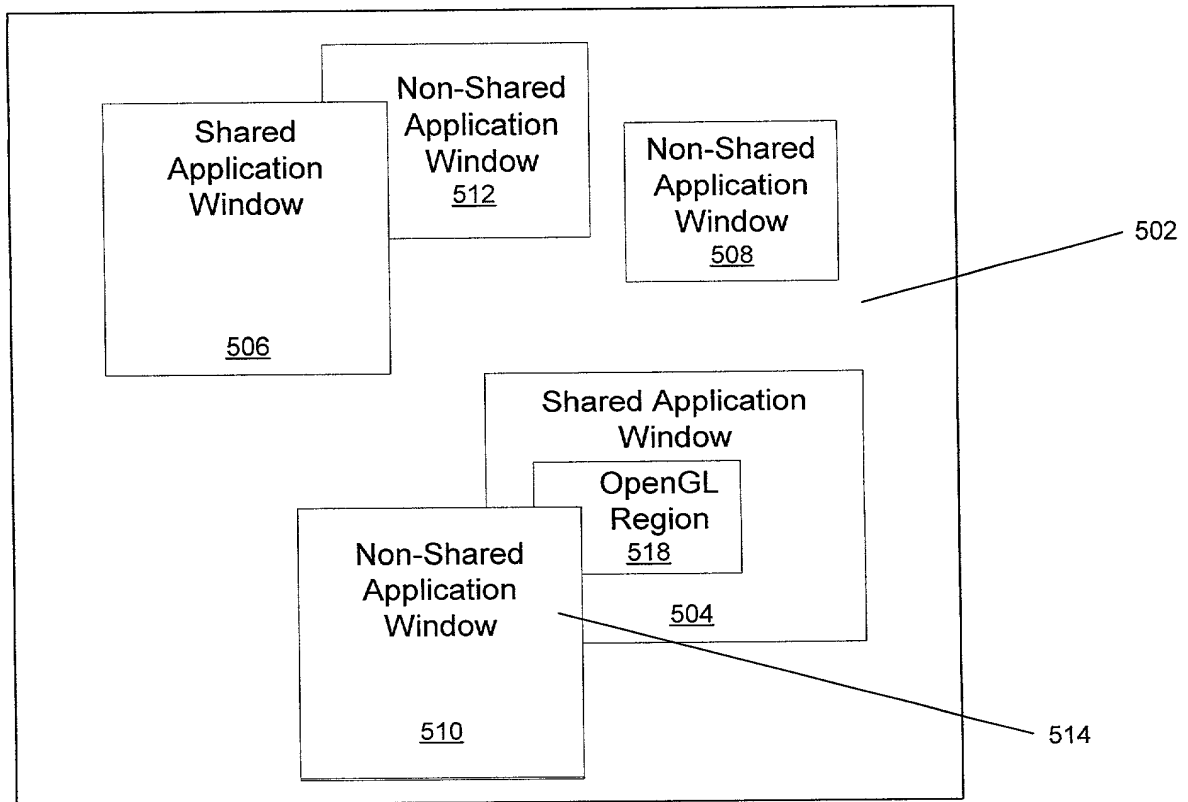 Non-Shared
Application
Window
512
Shared
Application
Window
506
Non-Shared
Application
Window
508
502
Shared Application
Window
OpenGL
Region
518
504
Non-Shared
Application
Window
510
514